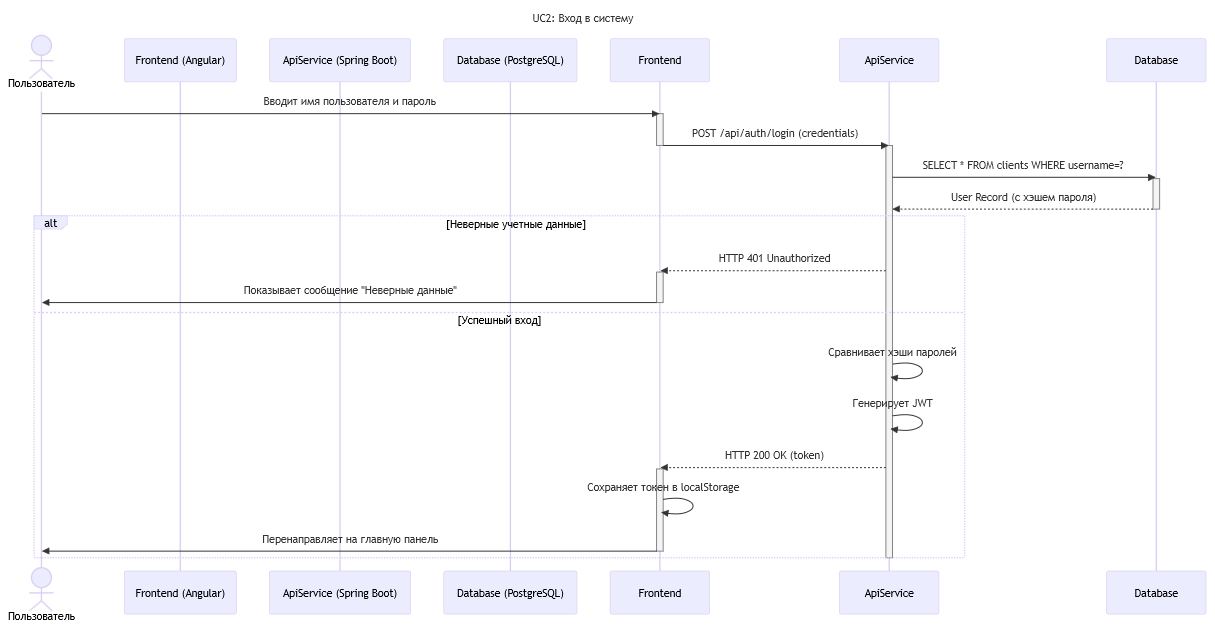 UC2: Вход в систему
Пользователь
Frontend (Angular)
ApiService (Spring Boot)
Database (PostgreSQL)
Frontend
ApiService
Database
Вводит имя пользователя и пароль
POST /api/auth/login (credentials)
SELECT * FROM clients WHERE username=?
User Record (с хэшем пароля)
alt
[Неверные учетные данные]
HTTP 401 Unauthorized
Показывает сообщение "Неверные данные"
[Успешный вход]
Сравнивает хэши паролей
Генерирует JWT
HTTP 200 OK (token)
Сохраняет токен в localStorage
Перенаправляет на главную панель
Пользователь
Frontend (Angular)
ApiService (Spring Boot)
Database (PostgreSQL)
Frontend
ApiService
Database